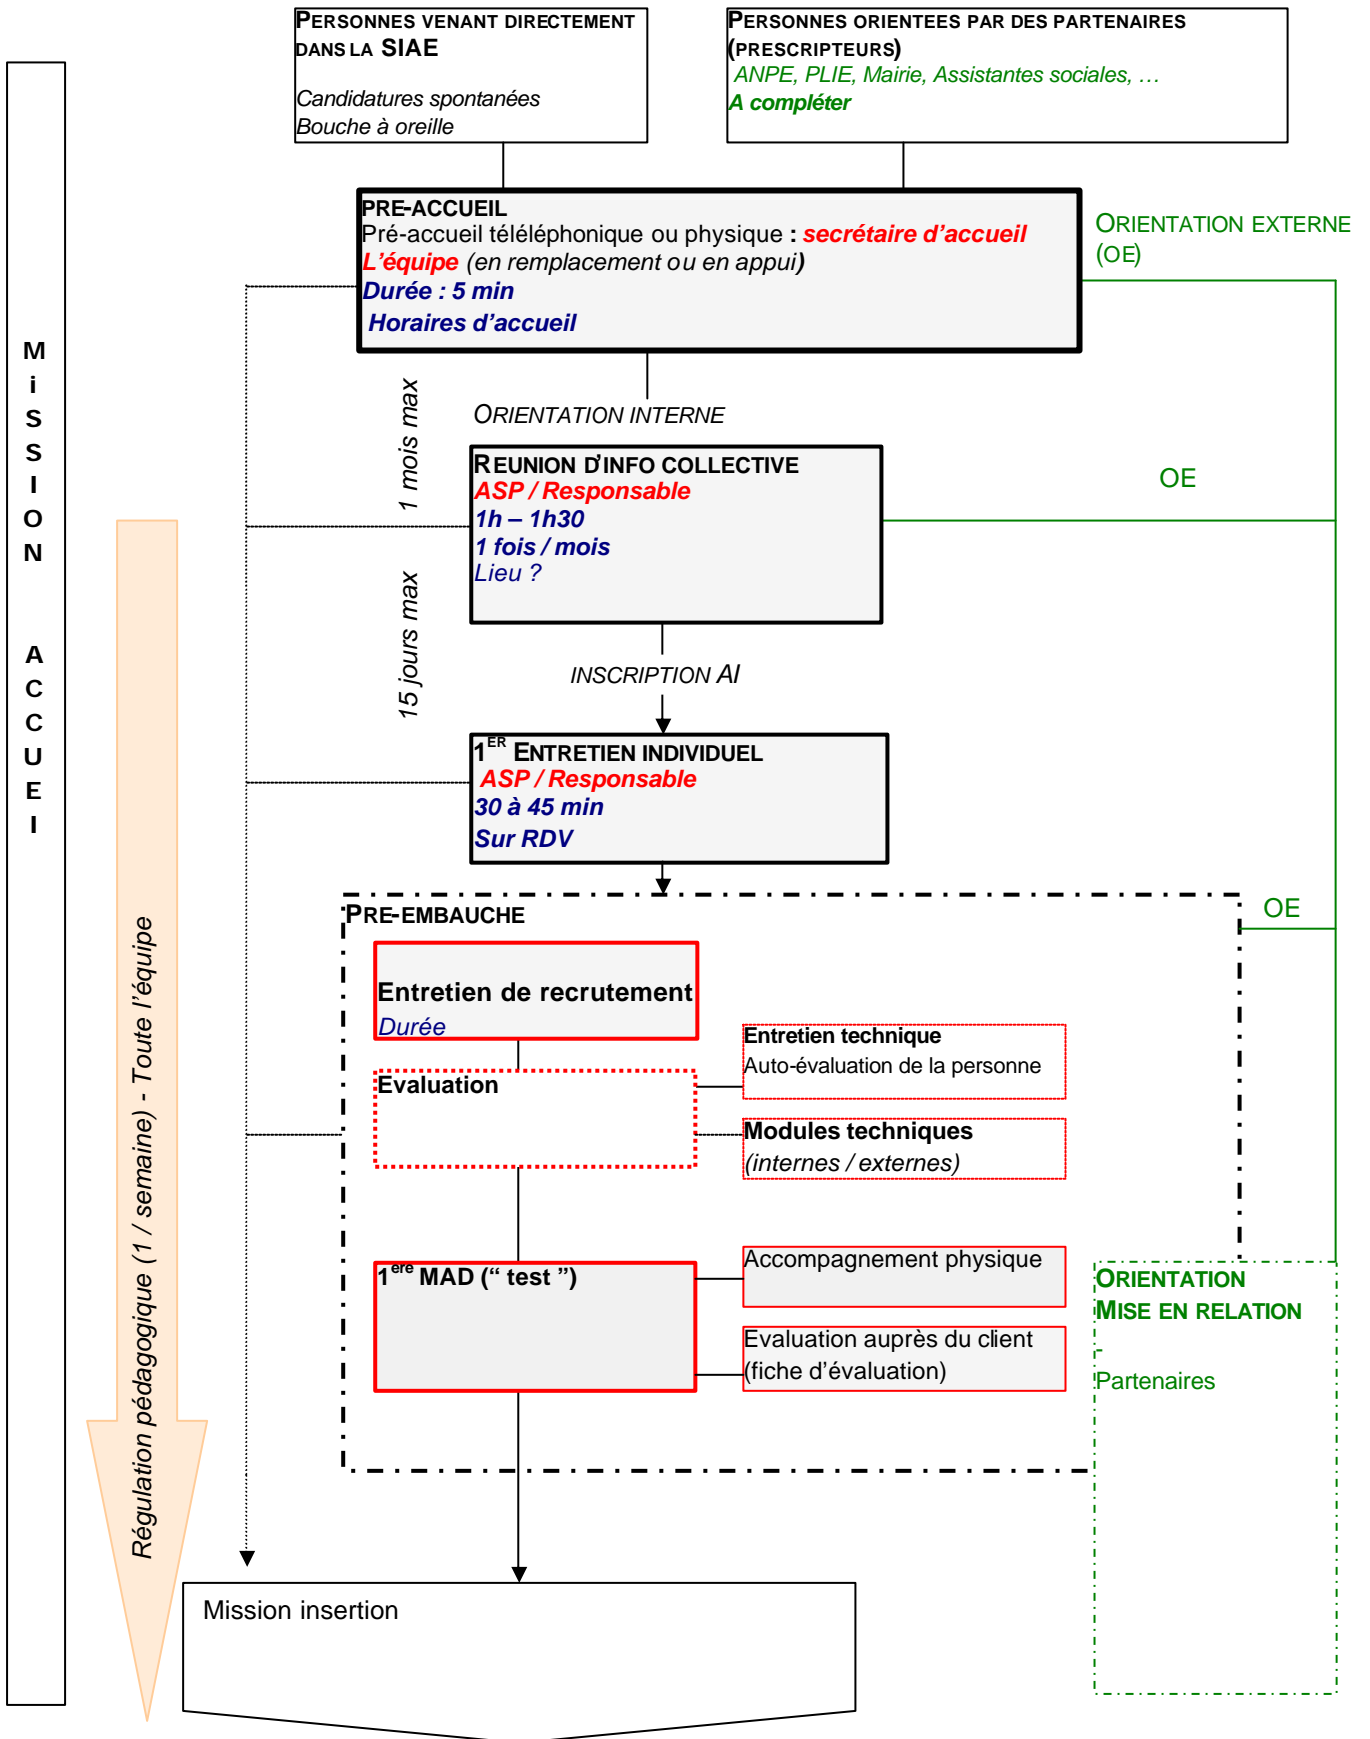 PERSONNES VENANT DIRECTEMENT
DANS LA SIAE
Candidatures spontanées
Bouche à oreille
PERSONNES ORIENTEES PAR DES PARTENAIRES
(PRESCRIPTEURS)
ANPE, PLIE, Mairie, Assistantes sociales, …
A compléter
MiSSION ACCUEI
PRE-ACCUEIL
Pré-accueil téléléphonique ou physique : secrétaire d’accueil
L’équipe (en remplacement ou en appui)
Durée : 5 min
Horaires d’accueil
ORIENTATION EXTERNE
(OE)
1 mois max
ORIENTATION INTERNE
REUNION D’INFO COLLECTIVE
ASP / Responsable
1h – 1h30
1 fois / mois
Lieu ?
OE
15 jours max
INSCRIPTION AI
1ER ENTRETIEN INDIVIDUEL
ASP / Responsable
30 à 45 min
Sur RDV
Régulation pédagogique (1 / semaine) - Toute l’équipe
PRE-EMBAUCHE
OE
Entretien de recrutement
Durée
Evaluation
Entretien technique
Auto-évaluation de la personne
Modules techniques
(internes / externes)
1ere MAD (“ test ”)
Accompagnement physique
Evaluation auprès du client
(fiche d’évaluation)
ORIENTATION
MISE EN RELATION
-
Partenaires
Mission insertion